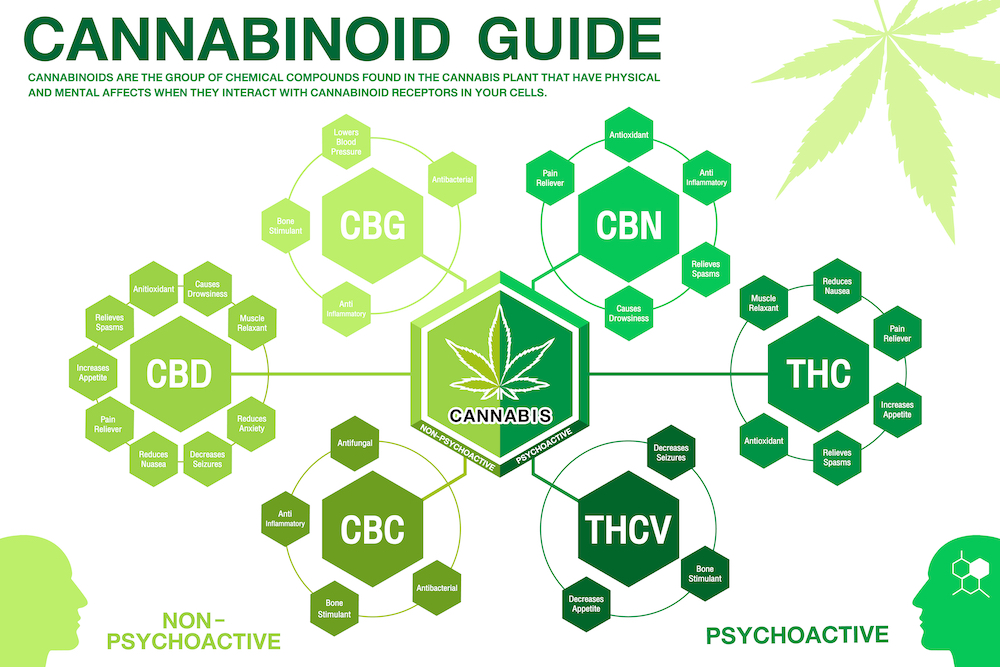 CANNABINOID GUIDE
CANNABINOIDS ARE THE GROUP OF CHEMICAL COMPOUNDS FOUND IN THE CANNABIS PLANT THAT HAVE PHYSICAL
AND MENTAL AFFECTS WHEN THEY INTERACT WITH CANNABINOID RECEPTORS IN YOUR CELLS.
CBG
Lowers
Blood
Pressure
Antibacterial
Bone
Stimulant
Anti
Inflammatory
CBN
Antioxidant
Pain
Reliever
Anti
Inflammatory
Relieves
Spasms
Causes
Drowsiness
CBD
Anitioxidant
Causes
Drowsiness
Relieves
Spasms
Muscle
Relaxant
Increases
Appetite
Pain
Reliever
Reduces
Anxiety
Reduces
Nuasea
Decreases
Seizures
CANNABIS
NON-PSYCHOACTIVE
PSYCHOACTIVE
THC
Muscle
Relaxant
Reduces
Nausea
Pain
Reliever
Increases
Appetite
Antioxidant
Relieves
Spasms
CBC
Antifungal
Anti
Inflammatory
Bone
Stimulant
Antibacterial
THCV
Decreases
Seizures
Bone
Stimulant
Decreases
Appetite
NON-
PSYCHOACTIVE
PSYCHOACTIVE